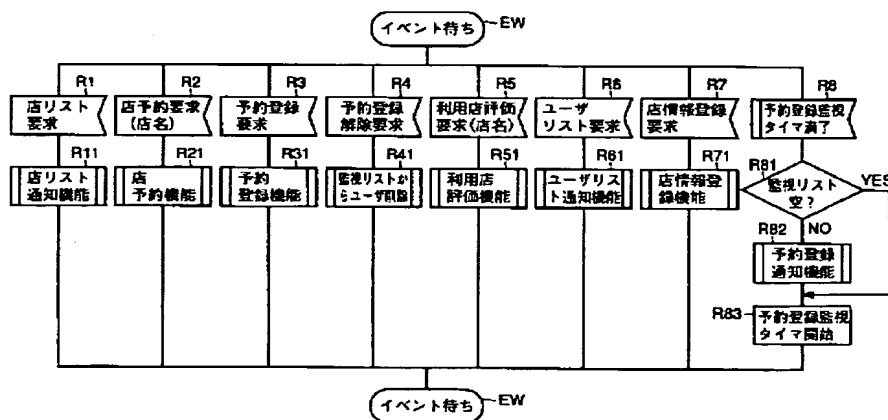 イベント待ち
EW
R1
R2
R3
R4
R5
R6
R7
R8
店リスト
要求
店予約要求
(店名)
予約登録
要求
予約登録
解除要求
利用店評価
要求(店名)
ユーザ
リスト要求
店情報登録
要求
予約登録監視
タイマ満了
R11
R21
R31
R41
R51
R61
R71
R81
店リスト
通知機能
店
予約機能
予約
登録機能
監視リストか
らユーザ削除
利用店
評価機能
ユーザリス
ト通知機能
店情報登
録機能
監視リスト
空?
YES
NO
R82
予約登録
通知機能
R83
予約登録監視
タイマ開始
イベント待ち
EW